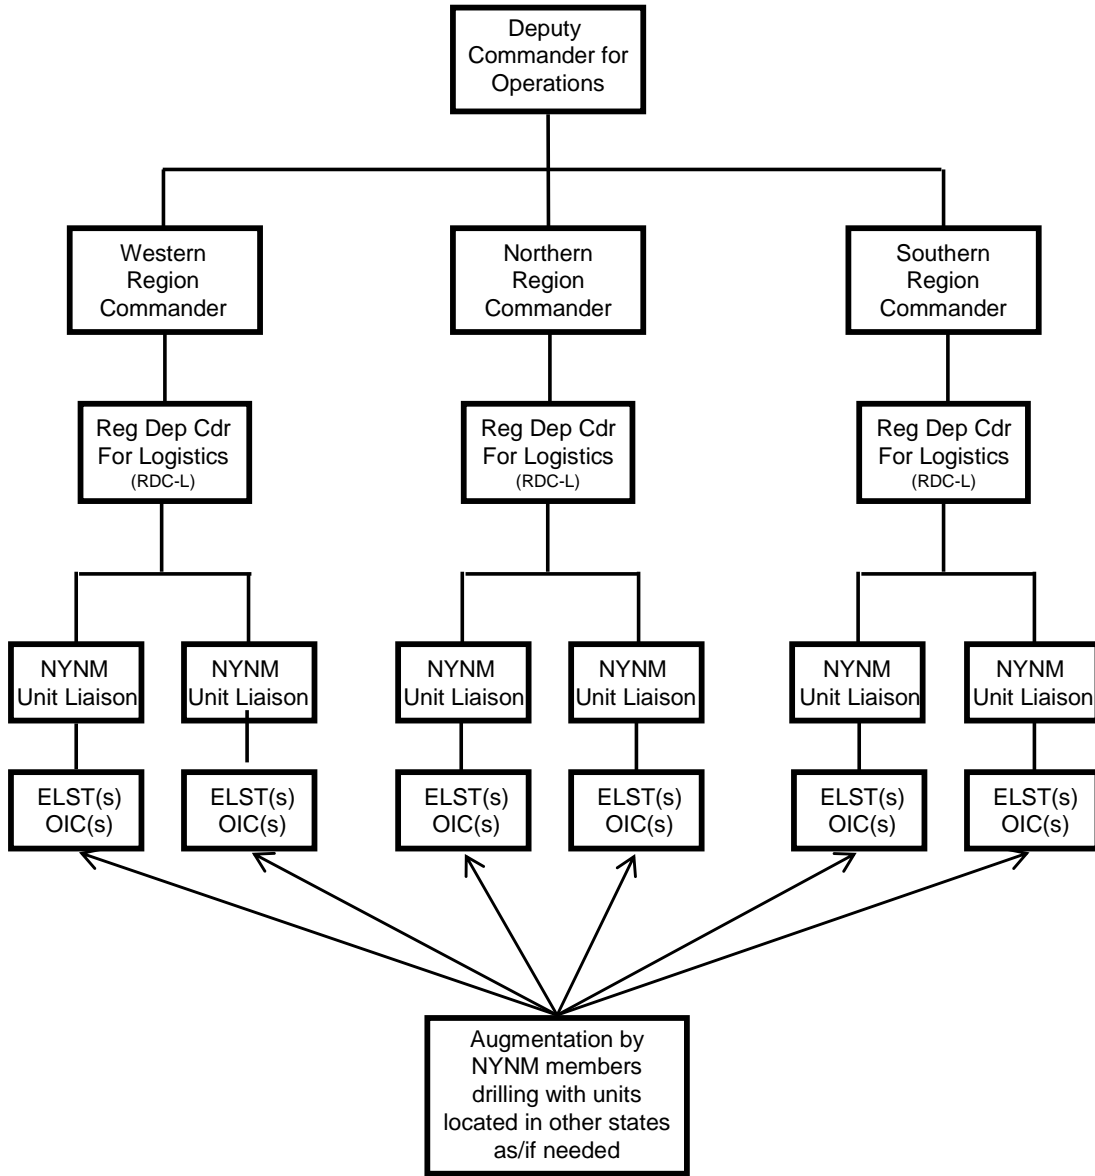 Deputy
Commander for
Operations
Western
Region
Commander
Northern
Region
Commander
Southern
Region
Commander
Reg Dep Cdr
For Logistics
(RDC-L)
Reg Dep Cdr
For Logistics
(RDC-L)
Reg Dep Cdr
For Logistics
(RDC-L)
NYNM
Unit Liaison
NYNM
Unit Liaison
NYNM
Unit Liaison
NYNM
Unit Liaison
NYNM
Unit Liaison
NYNM
Unit Liaison
ELST(s)
OIC(s)
ELST(s)
OIC(s)
ELST(s)
OIC(s)
ELST(s)
OIC(s)
ELST(s)
OIC(s)
ELST(s)
OIC(s)
Augmentation by
NYNM members
drilling with units
located in other states
as/if needed